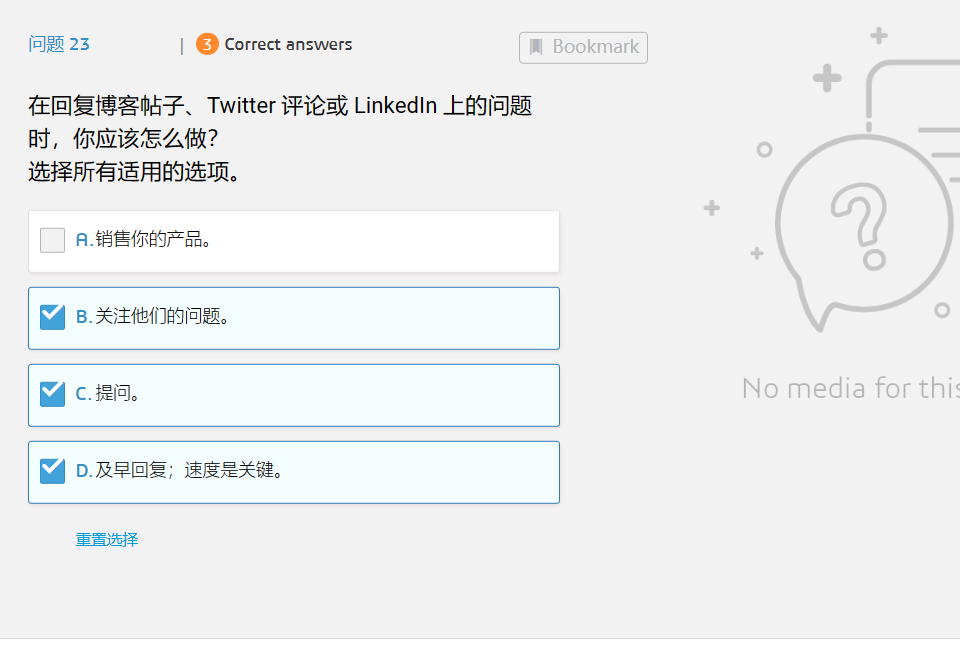 问题 23
| 3 Correct answers
Bookmark
在回复博客帖子、Twitter 评论或 LinkedIn 上的问题
时，你应该怎么做？
选择所有适用的选项。
A. 销售你的产品。
B. 关注他们的问题。
C. 提问。
D. 及早回复；速度是关键。
重置选择
No media for this